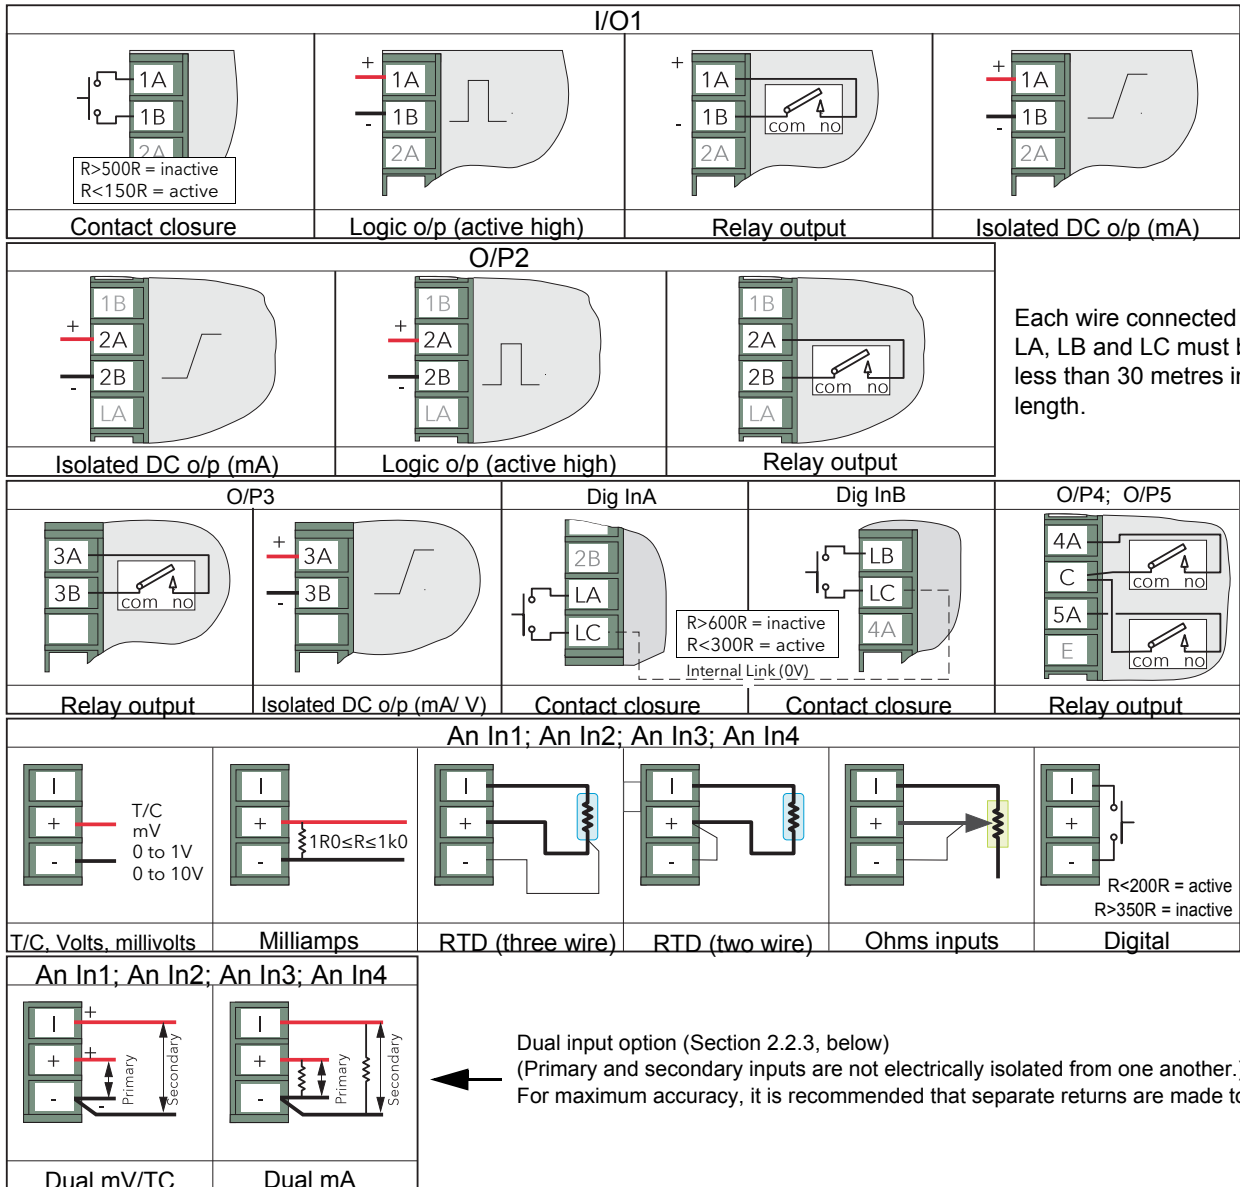 I/O1
1A
1B
2A
R>500R = inactive
R<150R = active
Contact closure
+
1A
1B
-
2A
Logic o/p (active high)
+
1A
-
1B
com no
2A
Relay output
+
1A
1B
-
2A
Isolated DC o/p (mA)
O/P2
1B
+
2A
2B
-
LA
Isolated DC o/p (mA)
1B
+
2A
2B
-
LA
Logic o/p (active high)
1B
2A
2B
com no
LA
Relay output
Each wire connected
LA, LB and LC must
less than 30 metres
length.
O/P3
3A
3B
com no
Relay output
+
3A
3B
-
Isolated DC o/p (mA/ V)
Dig InA
2B
LA
LC
Contact closure
R>600R = inactive
R<300R = active
Internal Link (0V)
Dig InB
LB
LC
4A
Contact closure
O/P4; O/P5
4A
C
com no
5A
E
com no
Relay output
An In1; An In2; An In3; An In4
I
+
-
T/C
mV
0 to 1V
0 to 10V
T/C, Volts, millivolts
I
+
-
1R0≤R≤1k0
Milliamps
I
+
-
RTD (three wire)
I
+
-
RTD (two wire)
I
+
-
Ohms inputs
I
+
-
R<200R = active
R>350R = inactive
Digital
An In1; An In2; An In3; An In4
I
+
+
+
-
-
Primary
Secondary
Dual mV/TC
I
+
-
Primary
Secondary
Dual mA
Dual input option (Section 2.2.3, below)
(Primary and secondary inputs are not electrically isolated from one another.)
For maximum accuracy, it is recommended that separate returns are made